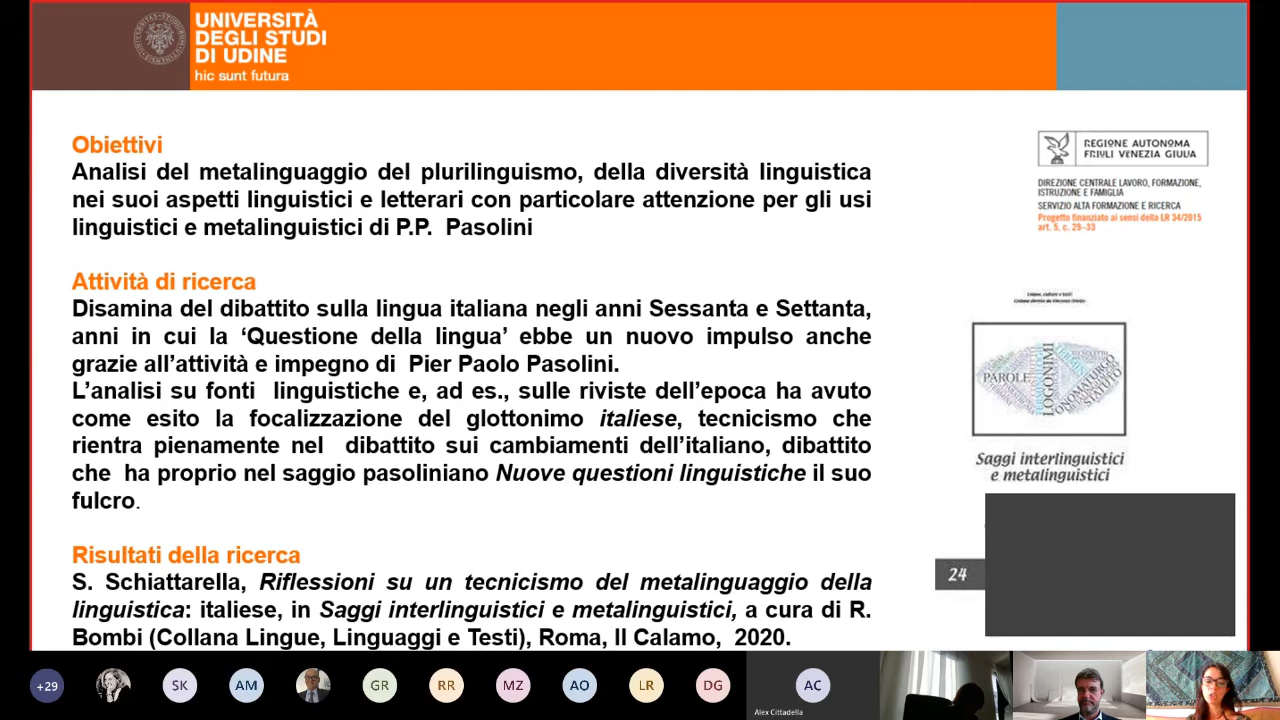 UNIVERSITÀ
DEGLI STUDI
DI UDINE
hic sunt futura
Obiettivi
Analisi del metalinguaggio del plurilinguismo, della diversità linguistica
nei suoi aspetti linguistici e letterari con particolare attenzione per gli usi
linguistici e metalinguistici di P.P. Pasolini
Attività di ricerca
Disamina del dibattito sulla lingua italiana negli anni Sessanta e Settanta,
anni in cui la ‘Questione della lingua’ ebbe un nuovo impulso anche
grazie all’attività e impegno di Pier Paolo Pasolini.
L’analisi su fonti linguistiche e, ad es., sulle riviste dell’epoca ha avuto
come esito la focalizzazione del glottonimo italiese, tecnicismo che
rientra pienamente nel dibattito sui cambiamenti dell’italiano, dibattito
che ha proprio nel saggio pasoliniano Nuove questioni linguistiche il suo
fulcro.
Risultati della ricerca
S. Schiattarella, Riflessioni su un tecnicismo del metalinguaggio della
linguistica: italiese, in Saggi interlinguistici e metalinguistici, a cura di R.
Bombi (Collana Lingue, Linguaggi e Testi), Roma, Il Calamo, 2020.
REGIONE AUTONOMA
FRIULI VENEZIA GIULIA
DIREZIONE CENTRALE LAVORO, FORMAZIONE,
ISTRUZIONE E FAMIGLIA
SERVIZIO ALTA FORMAZIONE E RICERCA
Progetto finanziato ai sensi della LR 34/2015
art. 5, c. 29-33
PAROLE
LOGONIMI
ONOMATURGO
STATUTO
Saggi interlinguistici
e metalinguistici
24
+29
SK
AM
GR
RR
MZ
AO
LR
DG
AC
Alex Cittadella